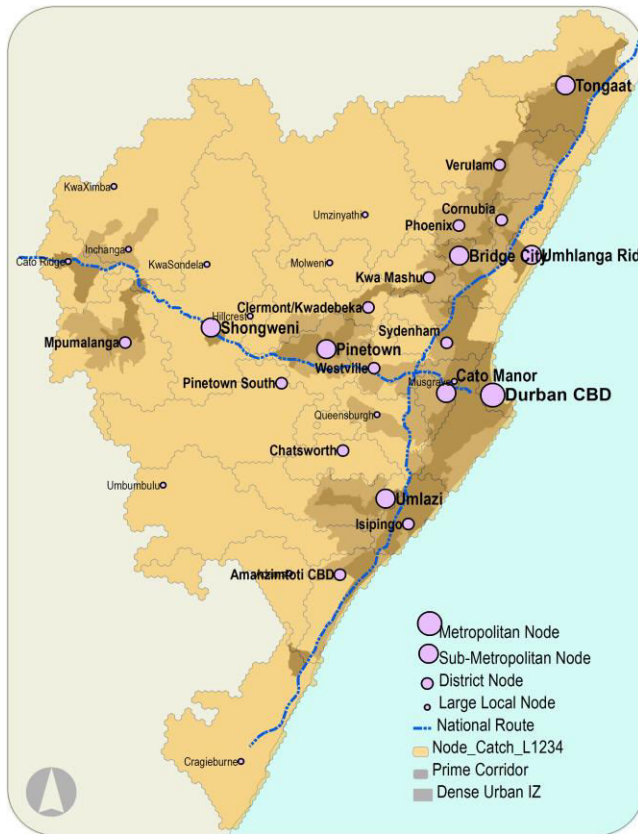 Tongaat
Verulam
KwaXimba
Cornubia
Umzinyathi
Phoenix
Inchanga
Bridge City
Umhlanga Rid
Cato Ridge
KwaSondela
Molweni
Kwa Mashu
Clermont/Kwadebeka
Hillcrest
Shongweni
Mpumalanga
Sydenham
Pinetown
Westville
Pinetown South
Musgrave
Cato Manor
Durban CBD
Queensburgh
Chatsworth
Umbumbulu
Umlazi
Isipingo
Amanzimtoti CBD
Cragieburne
Metropolitan Node
Sub-Metropolitan Node
District Node
Large Local Node
National Route
Node_Catch_L1234
Prime Corridor
Dense Urban IZ